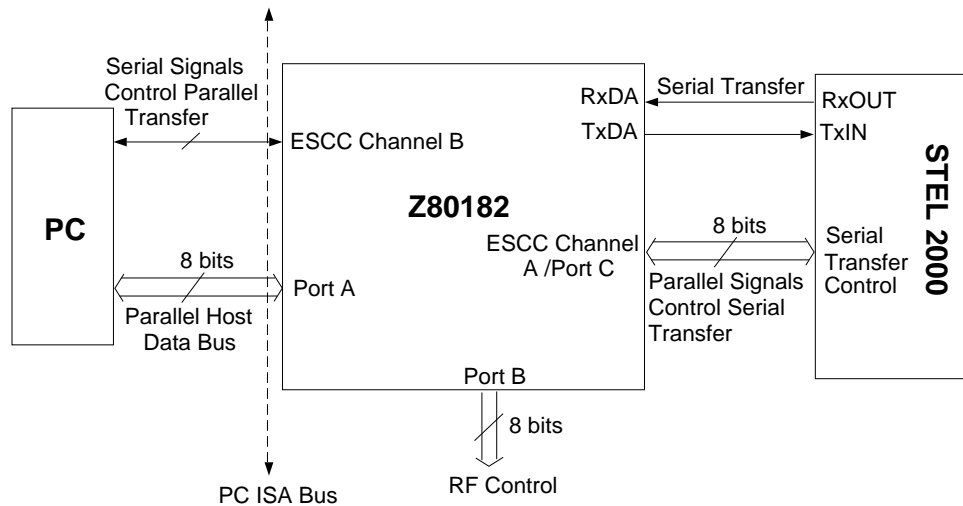 Serial Signals
Control Parallel
Transfer
PC
8 bits
Parallel Host
Data Bus
PC ISA Bus
ESCC Channel B
Port A
Z80182
RxDA
TxDA
ESCC Channel
A /Port C
Port B
8 bits
RF Control
Serial Transfer
8 bits
Parallel Signals
Control Serial
Transfer
RxOUT
TxIN
Serial
Transfer
Control
STEL 2000